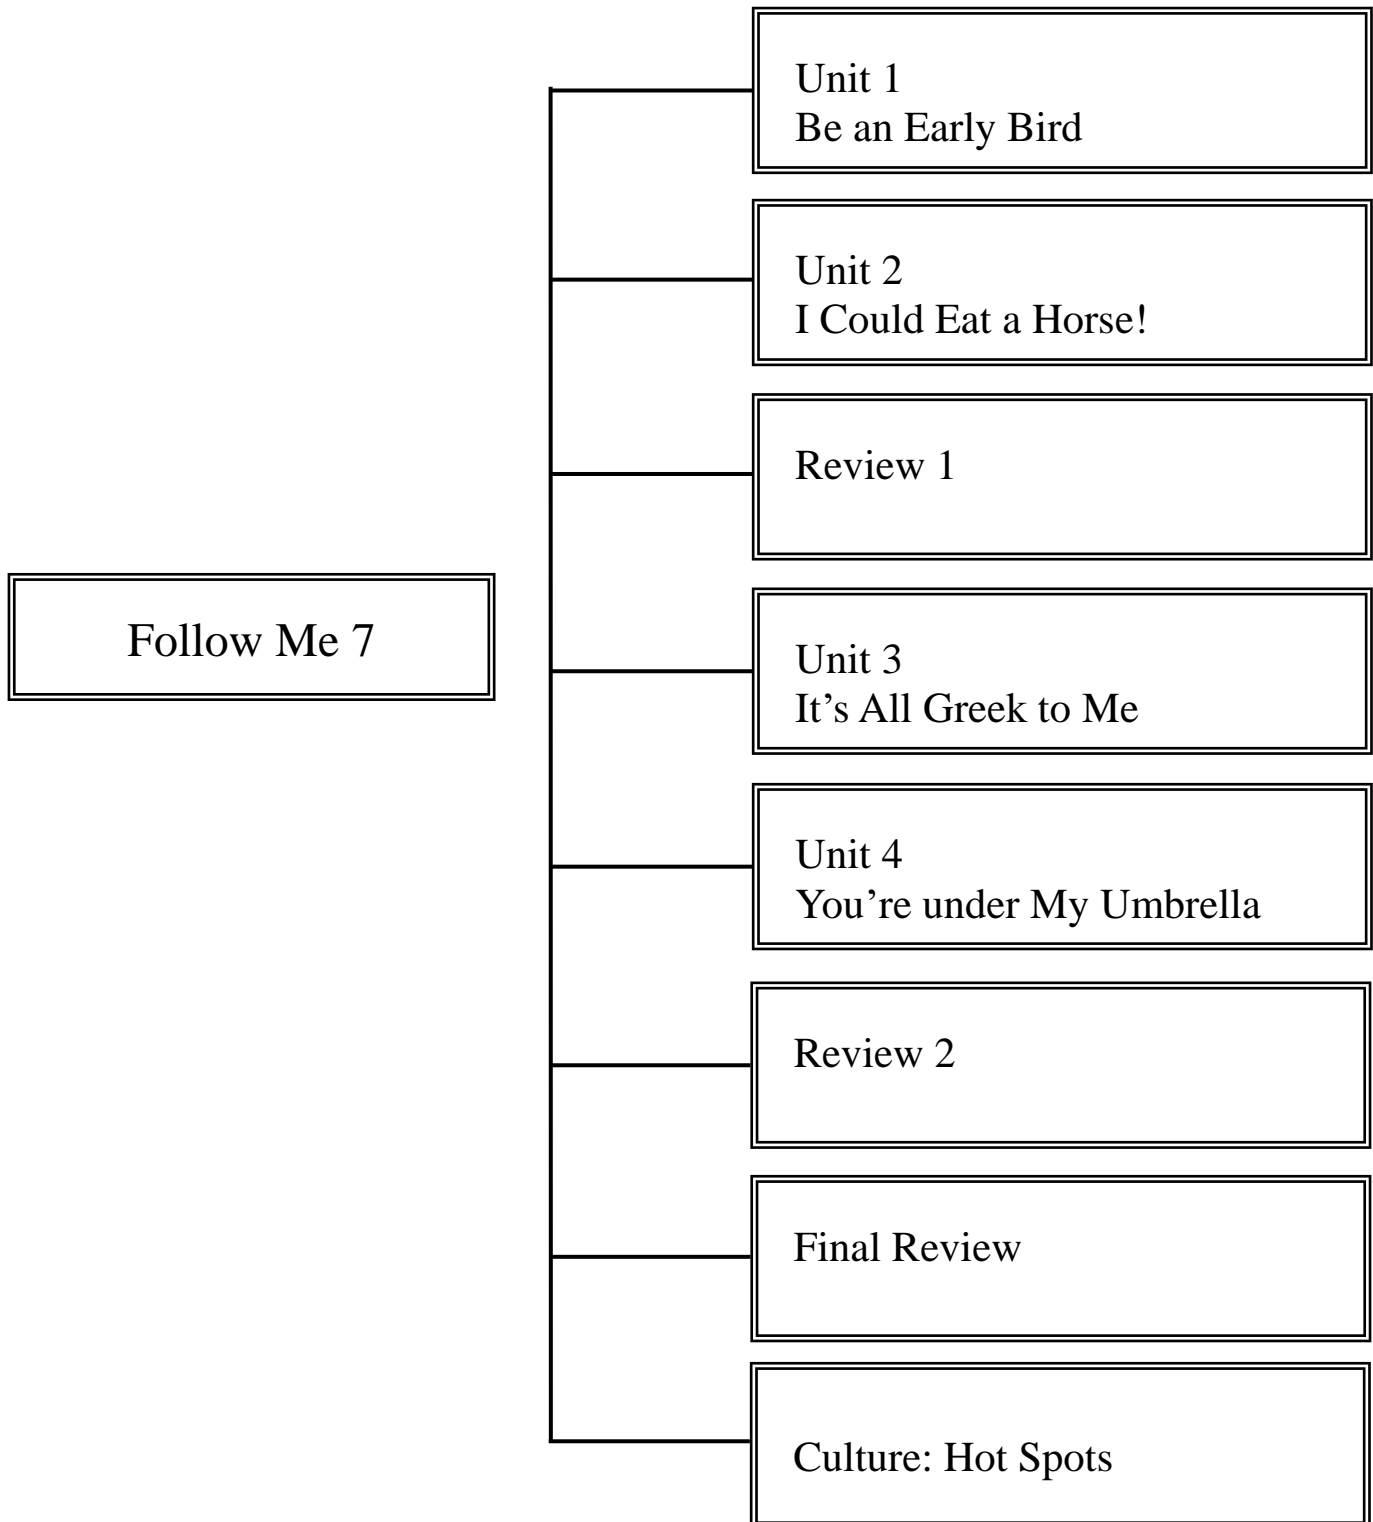 Unit 1
Be an Early Bird
Unit 2
I Could Eat a Horse!
Review 1
Follow Me 7
Unit 3
It’s All Greek to Me
Unit 4
You’re under My Umbrella
Review 2
Final Review
Culture: Hot Spots